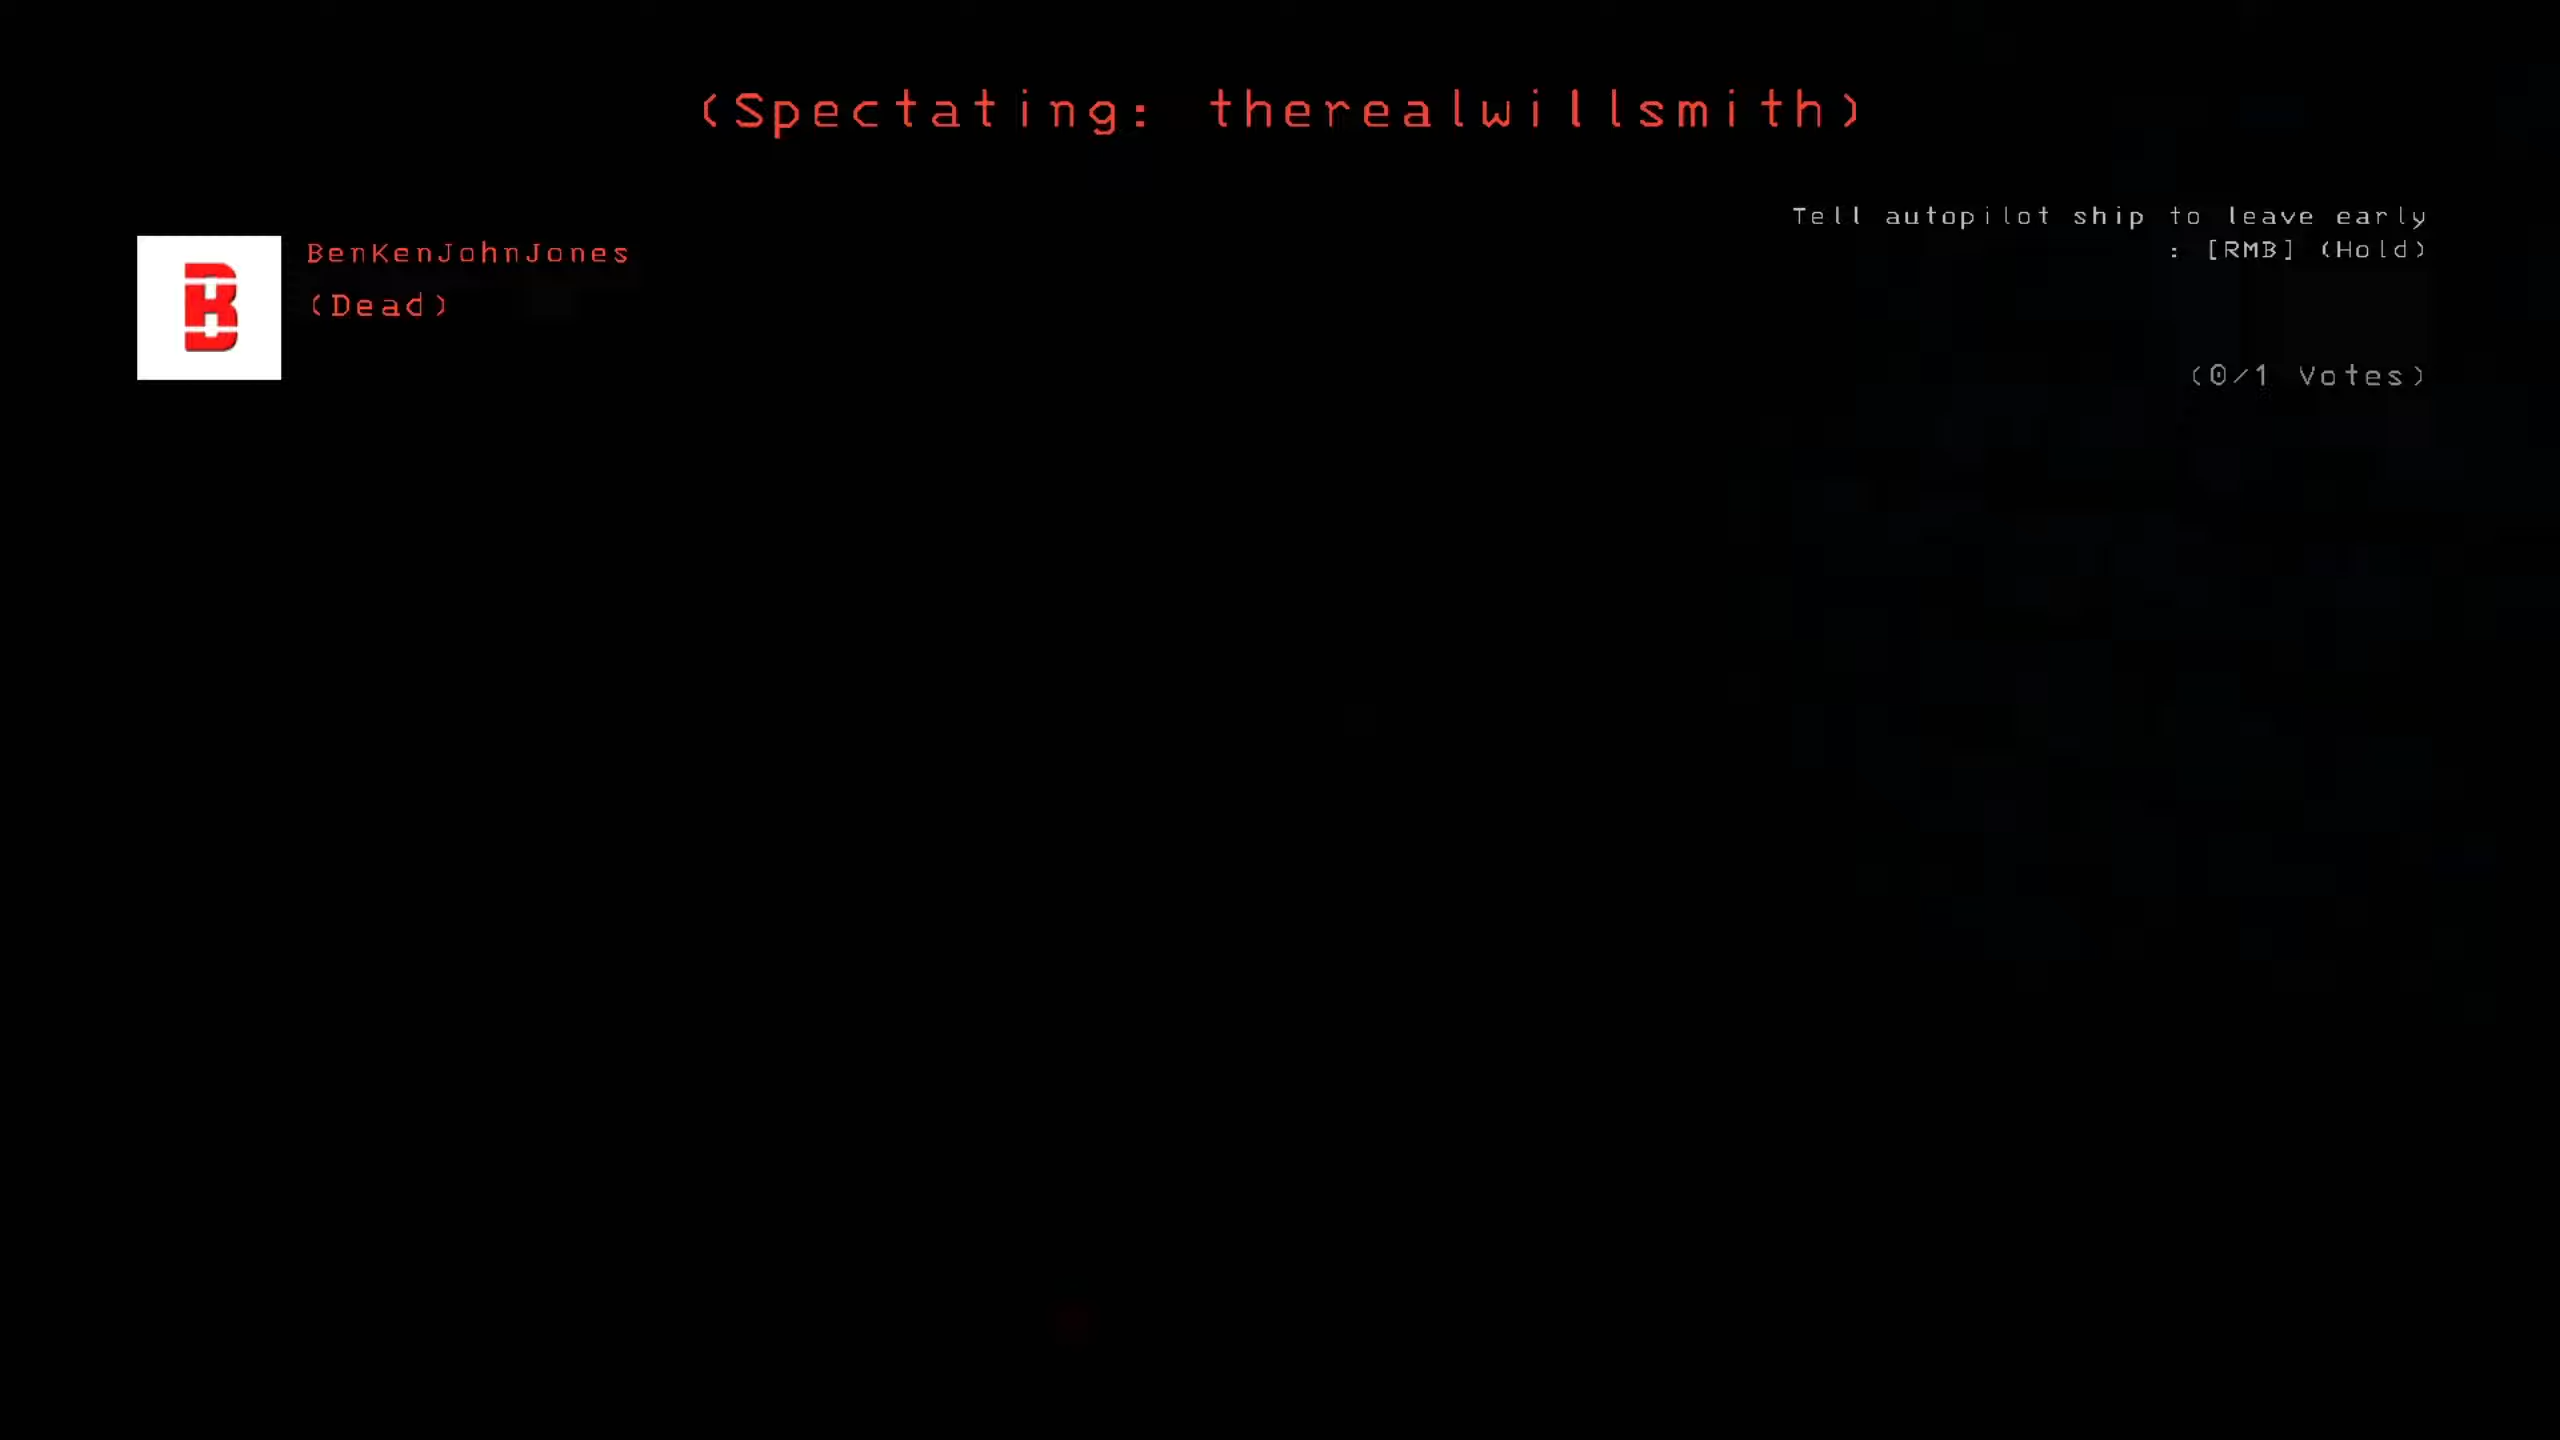 (Spectating: therealwillsmith)
Tell autopilot ship to leave early
: [RMB] (Hold)
BenKenJohnJones
(Dead)
(0/1 Votes)